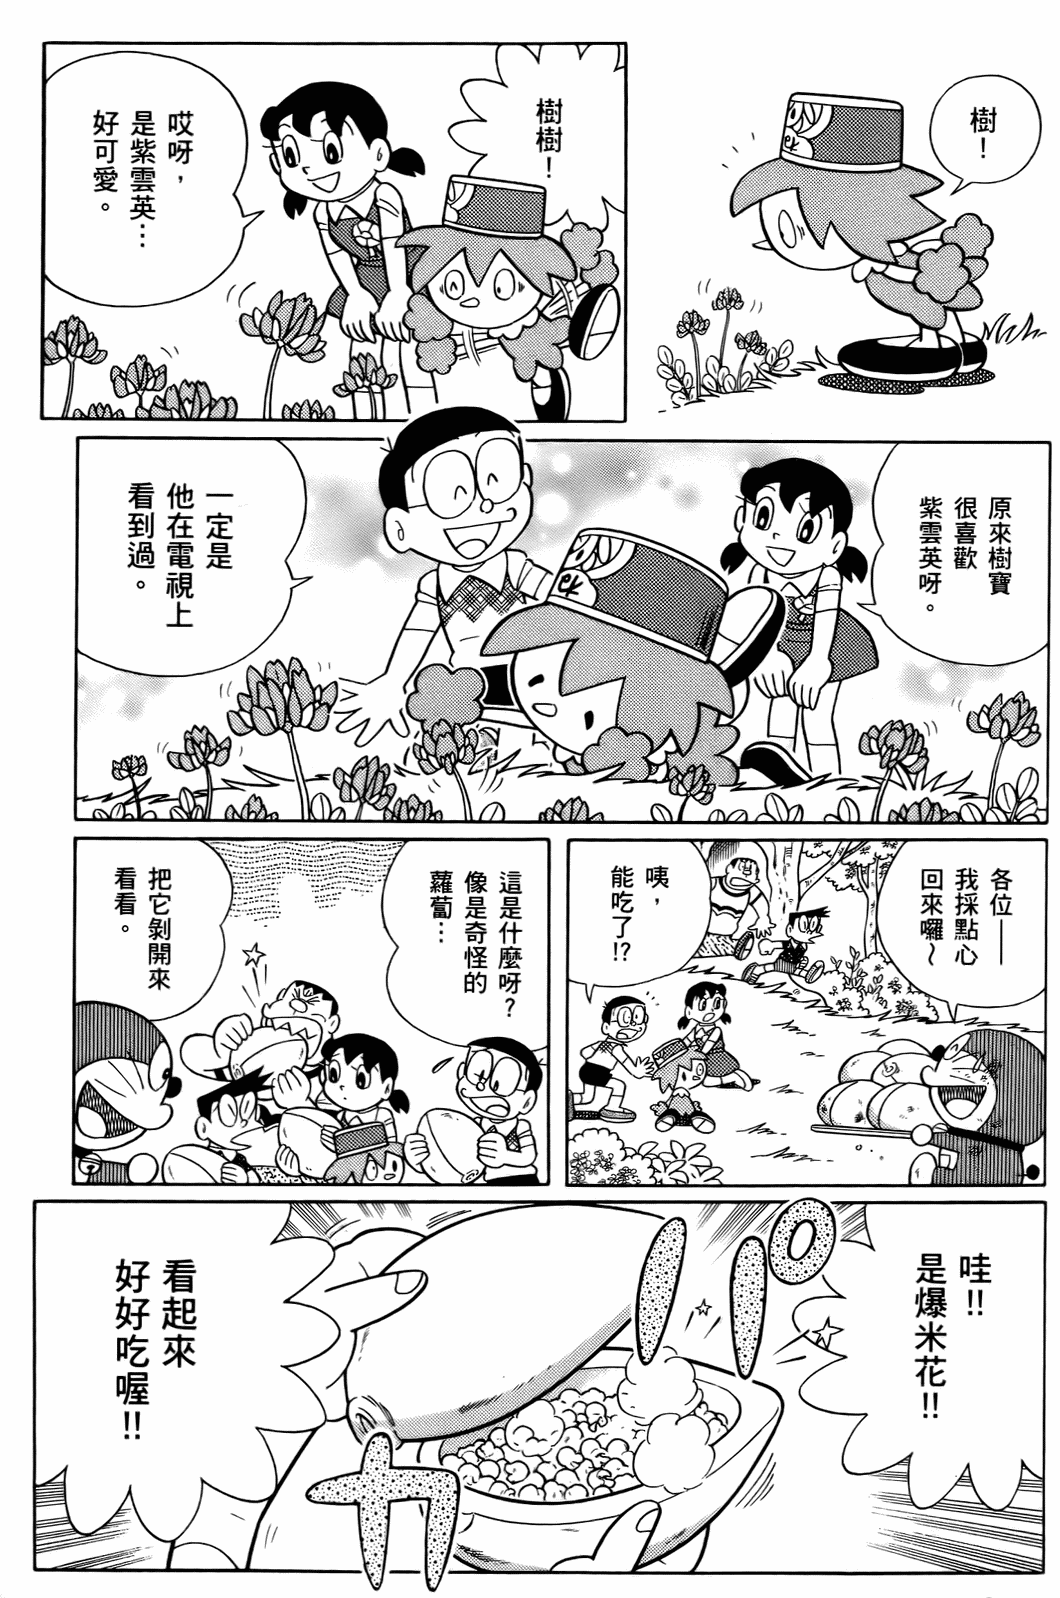 樹！
樹樹！
哎呀，
是紫雲英…
好可愛。
原來樹寶
很喜歡
紫雲英呀。
一定是
他在電視上
看到過。
各位——
我採點心
回來囉～
咦，
能吃了!?
這是什麼呀?
像是奇怪的
蘿蔔…
把它剝開來
看看。
哇!!
是爆米花!!
看起來
好好吃喔!!
パカ